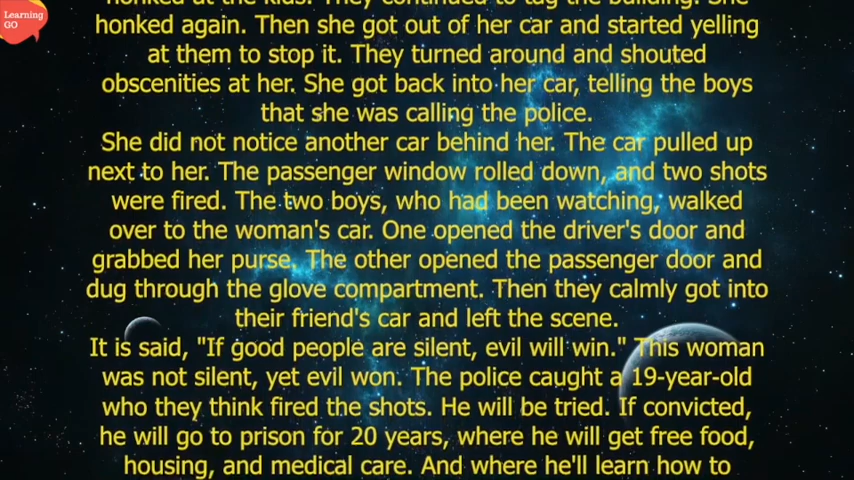 Learning
GO
honked at the kids. They continued to tag the building. She
honked again. Then she got out of her car and started yelling
at them to stop it. They turned around and shouted
obscenities at her. She got back into her car, telling the boys
that she was calling the police.
She did not notice another car behind her. The car pulled up
next to her. The passenger window rolled down, and two shots
were fired. The two boys, who had been watching, walked
over to the woman's car. One opened the driver's door and
grabbed her purse. The other opened the passenger door and
dug through the glove compartment. Then they calmly got into
their friend's car and left the scene.
It is said, "If good people are silent, evil will win." This woman
was not silent, yet evil won. The police caught a 19-year-old
who they think fired the shots. He will be tried. If convicted,
he will go to prison for 20 years, where he will get free food,
housing, and medical care. And where he'll learn how to